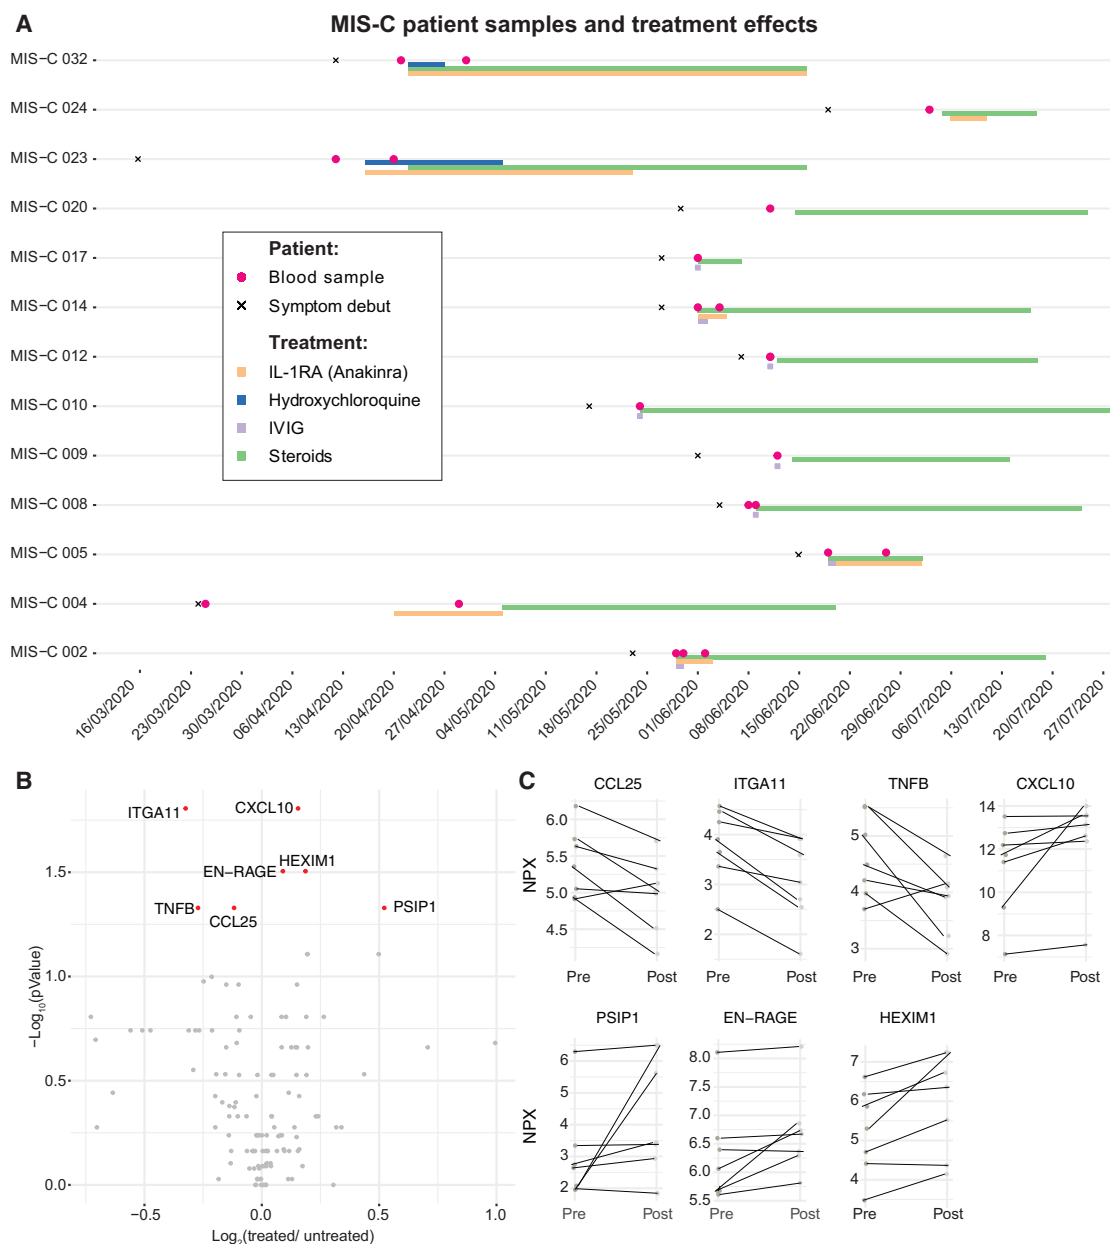 A
MIS-C patient samples and treatment effects
MIS−C 032
MIS−C 024
MIS−C 023
MIS−C 020
MIS−C 017
MIS−C 014
MIS−C 012
MIS−C 010
MIS−C 009
MIS−C 008
MIS−C 005
MIS−C 004
MIS−C 002
Patient:
Blood sample
Symptom debut
Treatment:
IL-1RA (Anakinra)
Hydroxychloroquine
IVIG
Steroids
16/03/2020
23/03/2020
30/03/2020
06/04/2020
13/04/2020
20/04/2020
27/04/2020
04/05/2020
11/05/2020
18/05/2020
25/05/2020
01/06/2020
08/06/2020
15/06/2020
22/06/2020
29/06/2020
06/07/2020
13/07/2020
20/07/2020
27/07/2020
B
ITGA11
CXCL10
HEXIM1
EN−RAGE
TNFB
CCL25
PSIP1
1.5
1.0
0.5
0.0
−Log10(pValue)
−0.5 0.0 0.5 1.0
Log2(treated/ untreated)
C
CCL25 ITGA11 TNFB CXCL10
NPX
6.0
5.5
5.0
4.5
4
3
2
5
4
3
14
12
10
8
Pre Post Pre Post Pre Post Pre Post
PSIP1 EN−RAGE HEXIM1
NPX
6
5
4
3
2
8.0
7.5
7.0
6.5
6.0
5.5
7
6
5
4
Pre Post Pre Post Pre Post